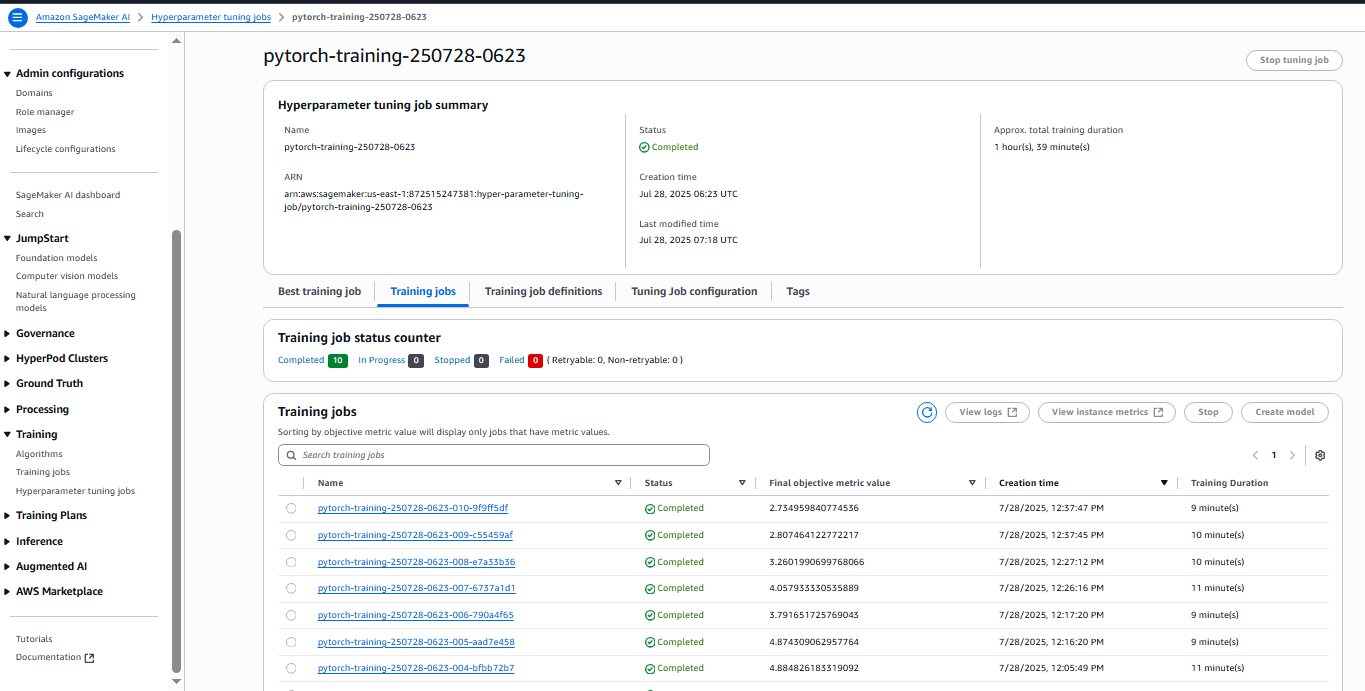 Amazon SageMaker AI > Hyperparameter tuning jobs > pytorch-training-250728-0623
Admin configurations
Domains
Role manager
Images
Lifecycle configurations
SageMaker AI dashboard
Search
JumpStart
Foundation models
Computer vision models
Natural language processing
models
Governance
HyperPod Clusters
Ground Truth
Processing
Training
Algorithms
Training jobs
Hyperparameter tuning jobs
Training Plans
Inference
Augmented AI
AWS Marketplace
Tutorials
Documentation
pytorch-training-250728-0623
Stop tuning job
Hyperparameter tuning job summary
Name
pytorch-training-250728-0623
ARN
arn:aws:sagemaker:us-east-1:872515247381:hyper-parameter-tuning-
job/pytorch-training-250728-0623
Status
Completed
Creation time
Jul 28, 2025 06:23 UTC
Last modified time
Jul 28, 2025 07:18 UTC
Approx. total training duration
1 hour(s), 39 minute(s)
Best training job Training jobs Training job definitions Tuning Job configuration Tags
Training job status counter
Completed 10 In Progress 0 Stopped 0 Failed 0 ( Retryable: 0, Non-retryable: 0 )
Training jobs
View logs View instance metrics Stop Create model
Sorting by objective metric value will display only jobs that have metric values.
Search training jobs
1
Name Status Final objective metric value Creation time Training Duration
pytorch-training-250728-0623-010-9f9ff5df Completed 2.734959840774536 7/28/2025, 12:37:47 PM 9 minute(s)
pytorch-training-250728-0623-009-c55459af Completed 2.807464122772217 7/28/2025, 12:37:45 PM 10 minute(s)
pytorch-training-250728-0623-008-e7a33b36 Completed 3.2601990699768066 7/28/2025, 12:27:12 PM 10 minute(s)
pytorch-training-250728-0623-007-6737a1d1 Completed 4.057933330535889 7/28/2025, 12:26:16 PM 11 minute(s)
pytorch-training-250728-0623-006-790a4f65 Completed 3.791651725769043 7/28/2025, 12:17:20 PM 9 minute(s)
pytorch-training-250728-0623-005-aad7e458 Completed 4.874309062957764 7/28/2025, 12:16:20 PM 9 minute(s)
pytorch-training-250728-0623-004-bfbb72b7 Completed 4.884826183319092 7/28/2025, 12:05:49 PM 11 minute(s)